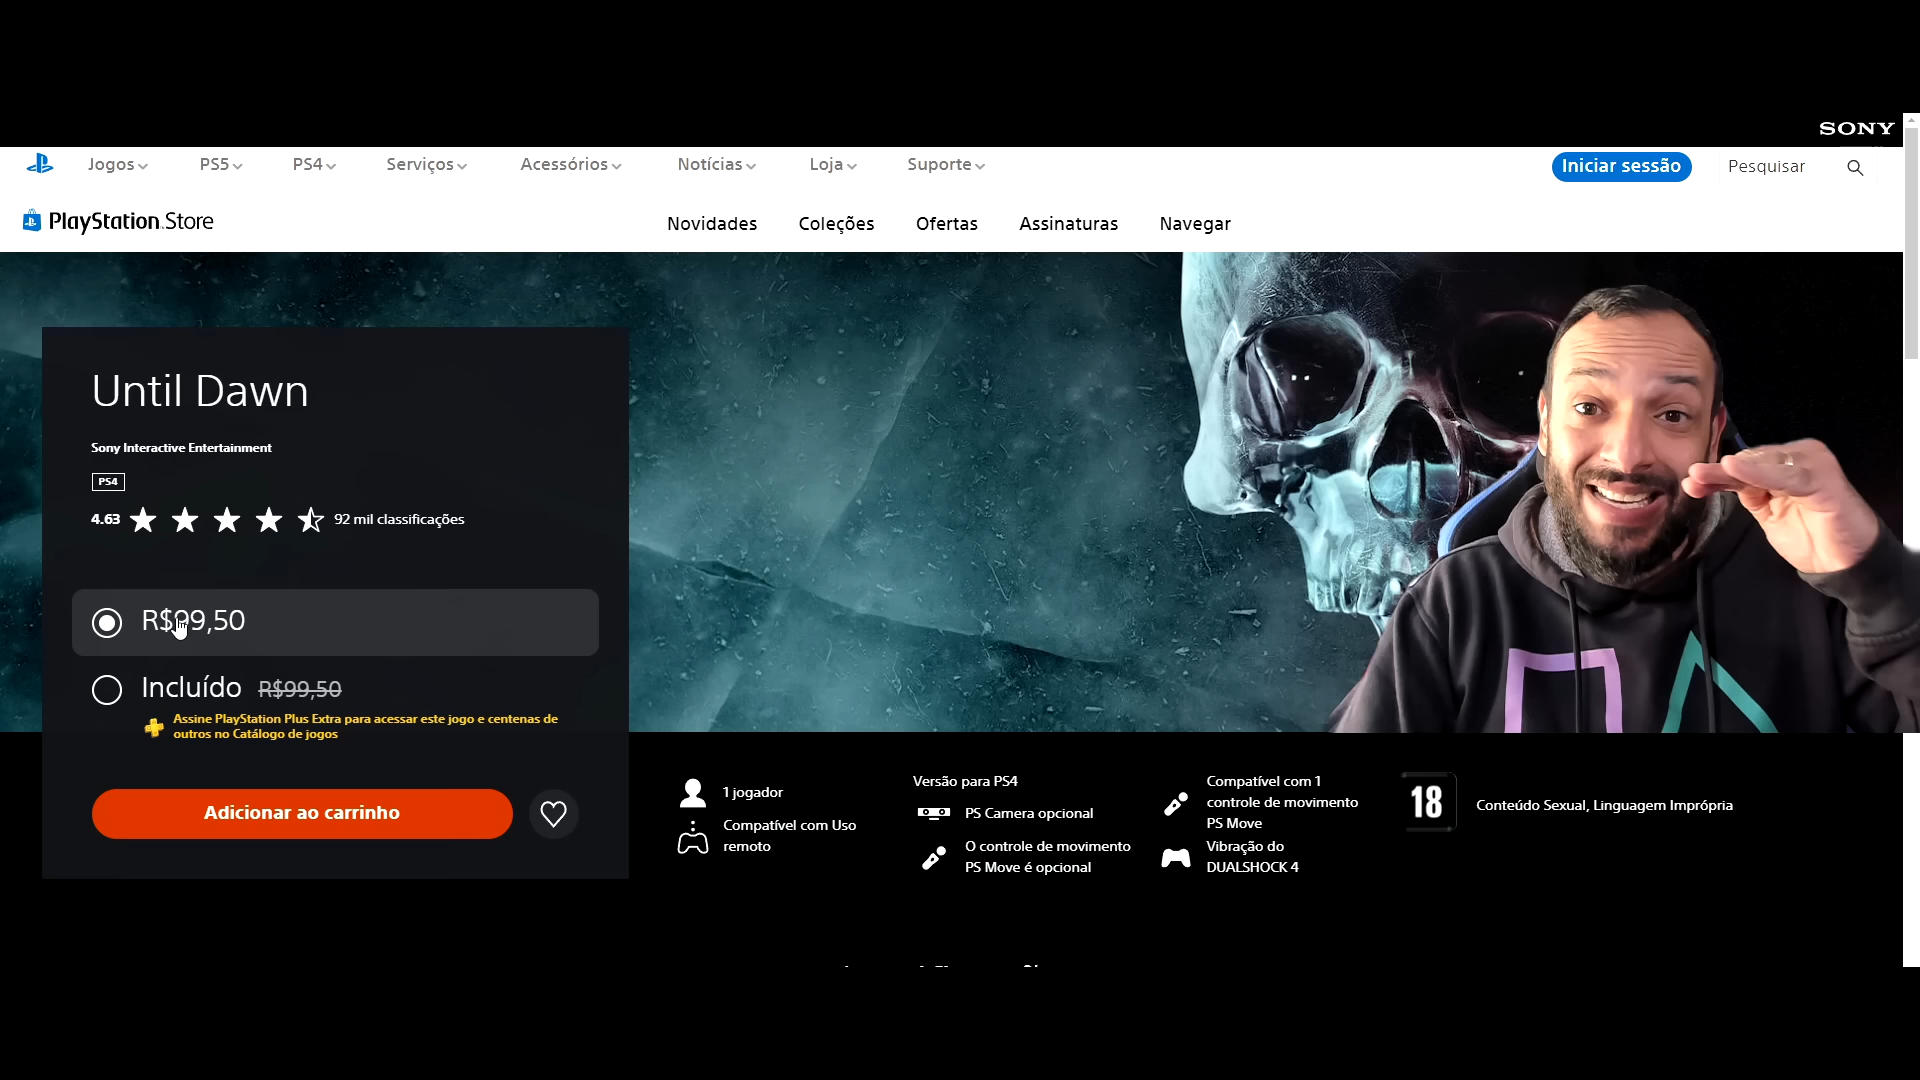 SONY
Jogos
PS5
PS4
Serviços
Acessórios
Notícias
Loja
Suporte
Iniciar sessão
Pesquisar
PlayStation Store
Novidades
Coleções
Ofertas
Assinaturas
Navegar
Until Dawn
Sony Interactive Entertainment
PS4
4.63
92 mil classificações
R$99,50
Incluído R$99,50
Assine PlayStation Plus Extra para acessar este jogo e centenas de
outros no Catálogo de jogos
Adicionar ao carrinho
1 jogador
Compatível com Uso
remoto
Versão para PS4
PS Camera opcional
O controle de movimento
PS Move é opcional
Compatível com 1
controle de movimento
PS Move
Vibração do
DUALSHOCK 4
18
Conteúdo Sexual, Linguagem Imprópria